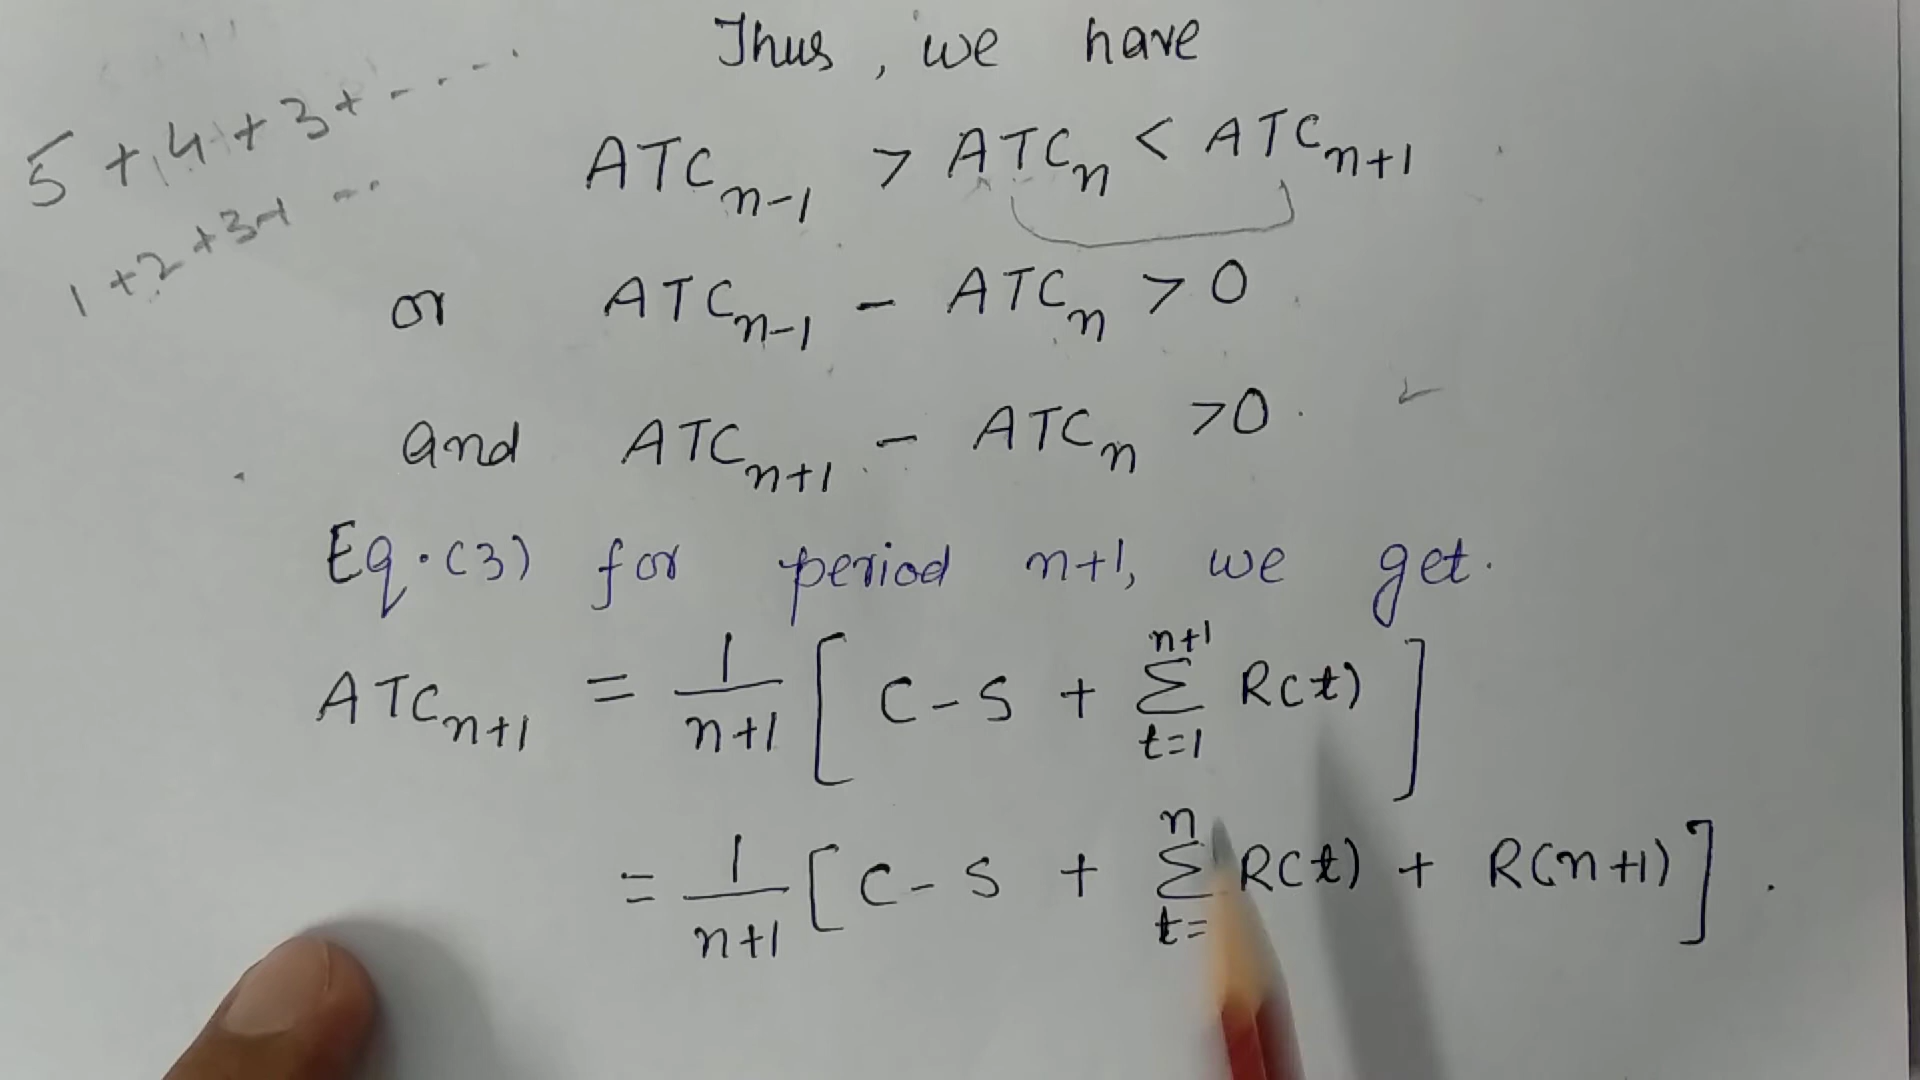 Thus, we have
5 + 4 + 3 + - - - - -
ATCn-1 > ATCn < ATCn+1
1 + 2 + 3 + ---
or ATCn-1 - ATCn > 0
and ATCn+1 - ATCn > 0.
Eq.(3) for period n+1, we get.
ATCn+1 = 1/n+1 [ C - S + n+1 Σ t=1 R(t) ]
= 1/n+1 [ C - S + n Σ t= R(t) + R(n+1) ].